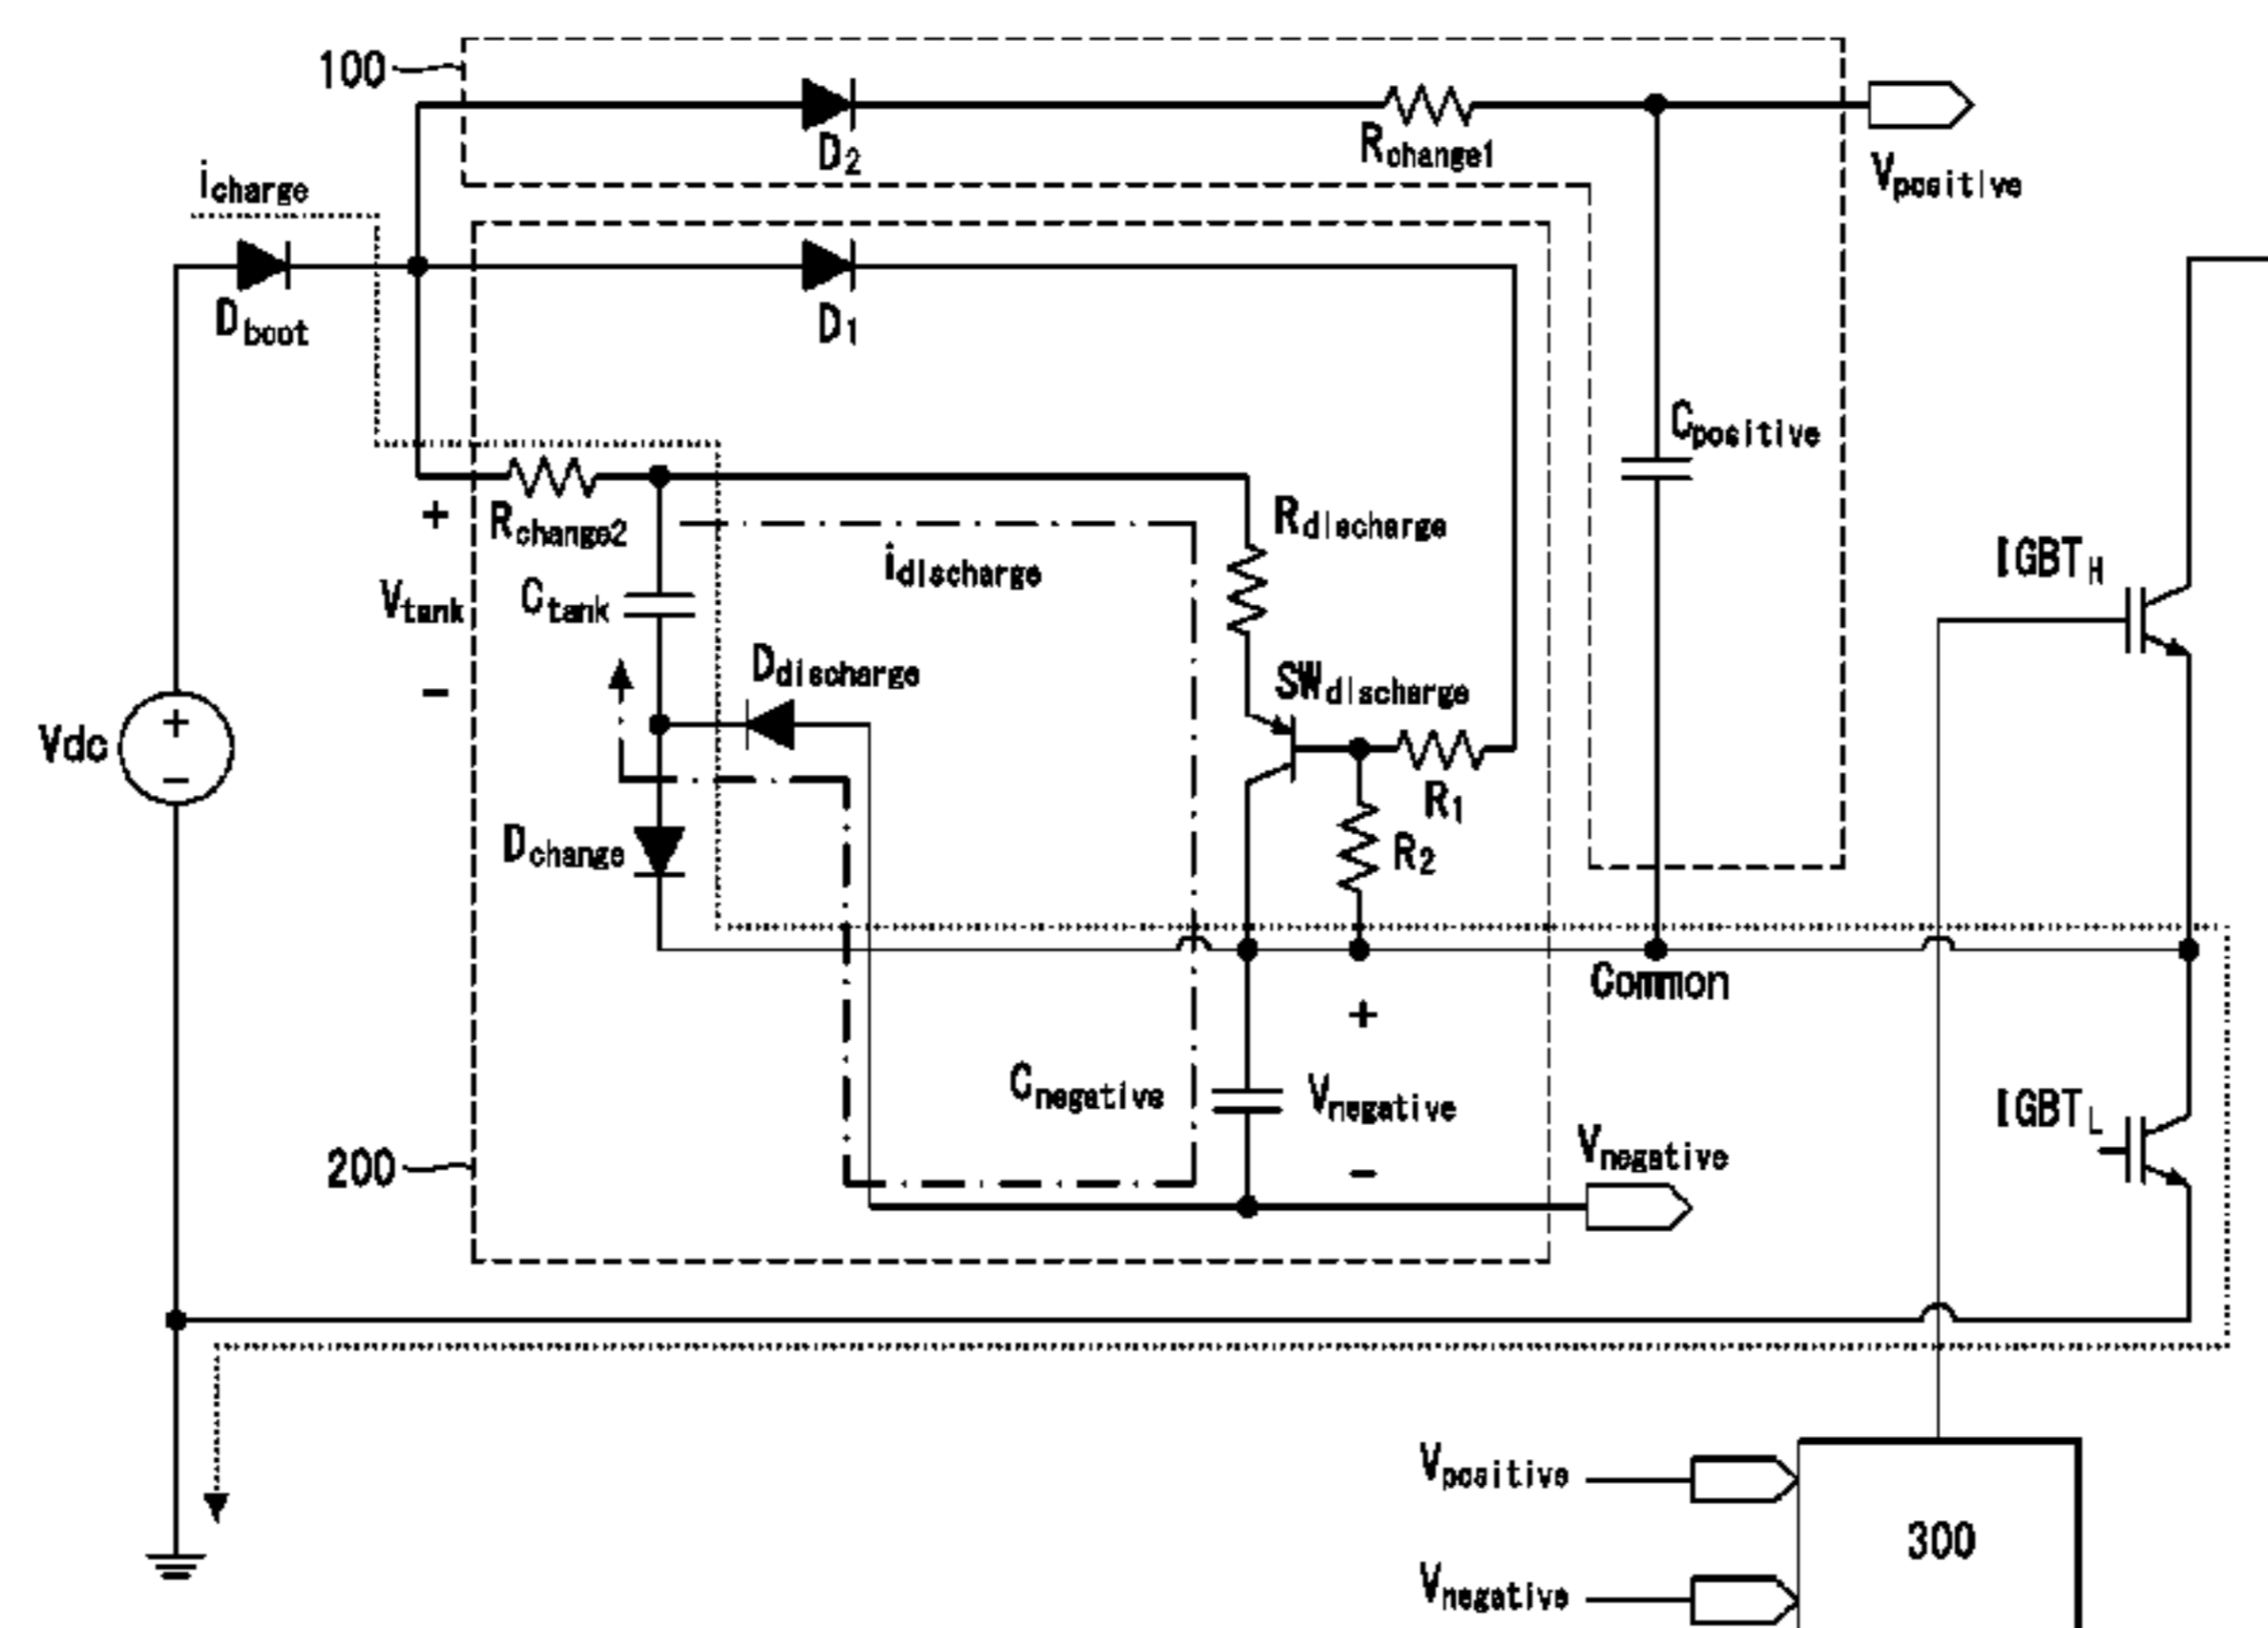 100
D2
Rchange1
Vpositive
icharge
Dboot
D1
Cpositive
+
Rchange2
Rdischarge
idischarge
IGBTH
Vtank
Ctank
Ddischarge
SWdischarge
-
Vdc
+
-
R1
Dchange
R2
Common
+
Cnegative
Vnegative
IGBTL
Vnegative
200
-
Vpositive
300
Vnegative